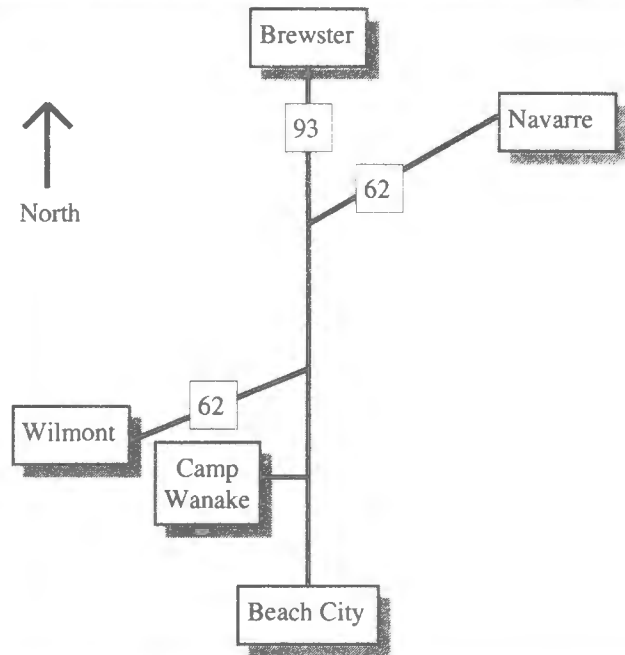 Brewster
93
Navarre
62
North
62
Wilmont
Camp
Wanake
Beach City